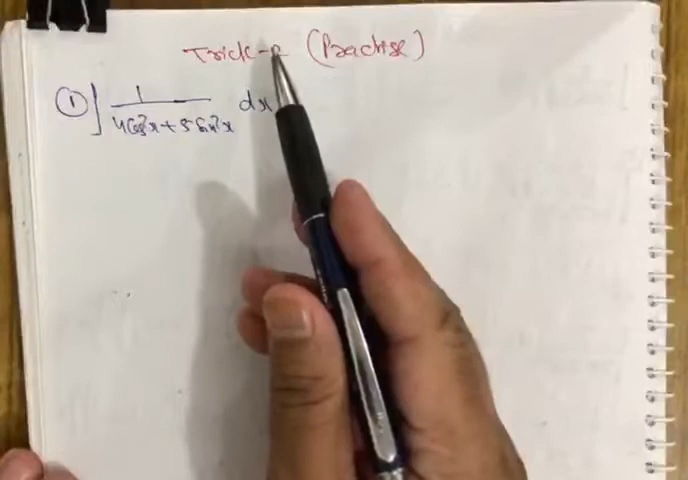 Trick-2 (Practise)
① ∫ 1 / (4cos²x + 5sin²x) dx